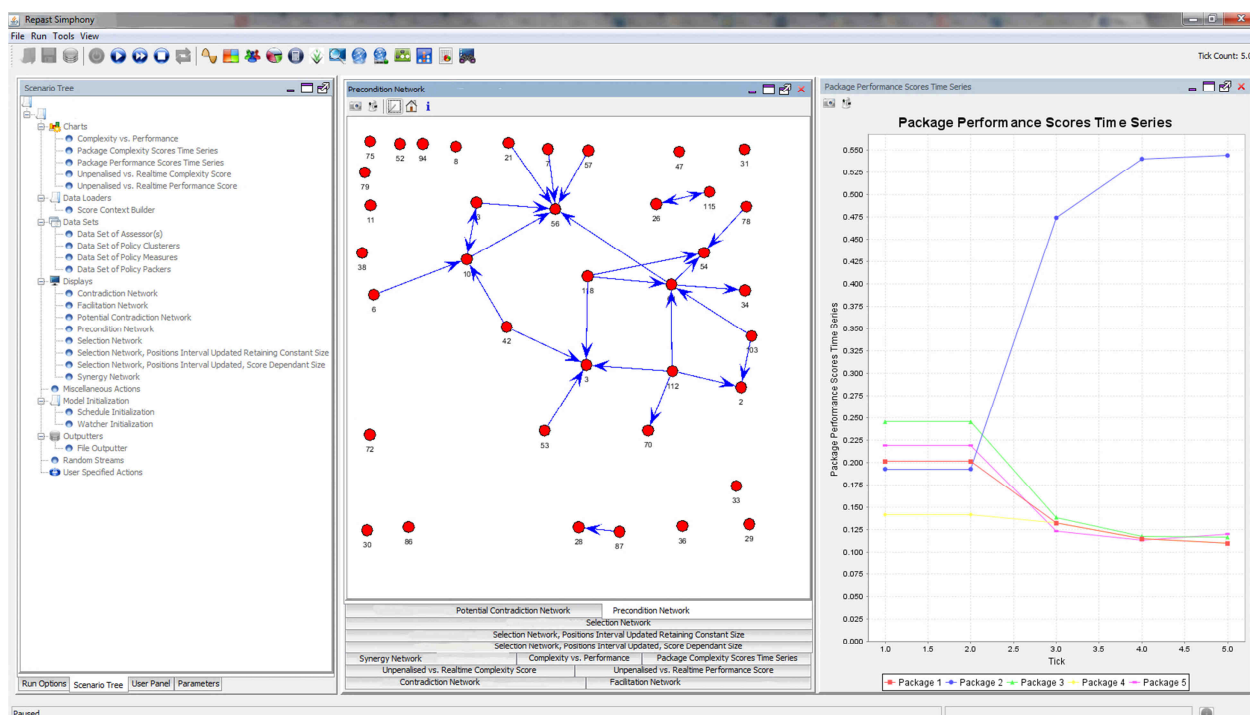 Repast Simphony
File Run Tools View
Tick Count: 5.0
Scenario Tree
Charts
Complexity vs. Performance
Package Complexity Scores Time Series
Package Performance Scores Time Series
Unpenalised vs. Realtime Complexity Score
Unpenalised vs. Realtime Performance Score
Data Loaders
Score Context Builder
Data Sets
Data Set of Assessor(s)
Data Set of Policy Clusterers
Data Set of Policy Measures
Data Set of Policy Packers
Displays
Contradiction Network
Facilitation Network
Potential Contradiction Network
Precondition Network
Selection Network
Selection Network, Positions Interval Updated Retaining Constant Size
Selection Network, Positions Interval Updated, Score Dependant Size
Synergy Network
Miscellaneous Actions
Model Initialization
Schedule Initialization
Watcher Initialization
Outputters
File Outputter
Random Streams
User Specified Actions
Run Options Scenario Tree User Panel Parameters
Paused
Precondition Network
75 52 94 8 21 7 57 47 31
79
11 56 26 115 78
38 54
6 118 34
42 103
3 112 2
72 53 70
33
30 86 28 87 36 29
Potential Contradiction Network Precondition Network
Selection Network
Selection Network, Positions Interval Updated Retaining Constant Size
Selection Network, Positions Interval Updated, Score Dependant Size
Synergy Network Complexity vs. Performance Package Complexity Scores Time Series
Unpenalised vs. Realtime Complexity Score Unpenalised vs. Realtime Performance Score
Contradiction Network Facilitation Network
Package Performance Scores Time Series
Package Performance Scores Time Series
Package Performance Scores Time Series
0.550
0.525
0.500
0.475
0.450
0.425
0.400
0.375
0.350
0.325
0.300
0.275
0.250
0.225
0.200
0.175
0.150
0.125
0.100
0.075
0.050
0.025
0.000
1.0 1.5 2.0 2.5 3.0 3.5 4.0 4.5 5.0
Tick
Package 1 Package 2 Package 3 Package 4 Package 5